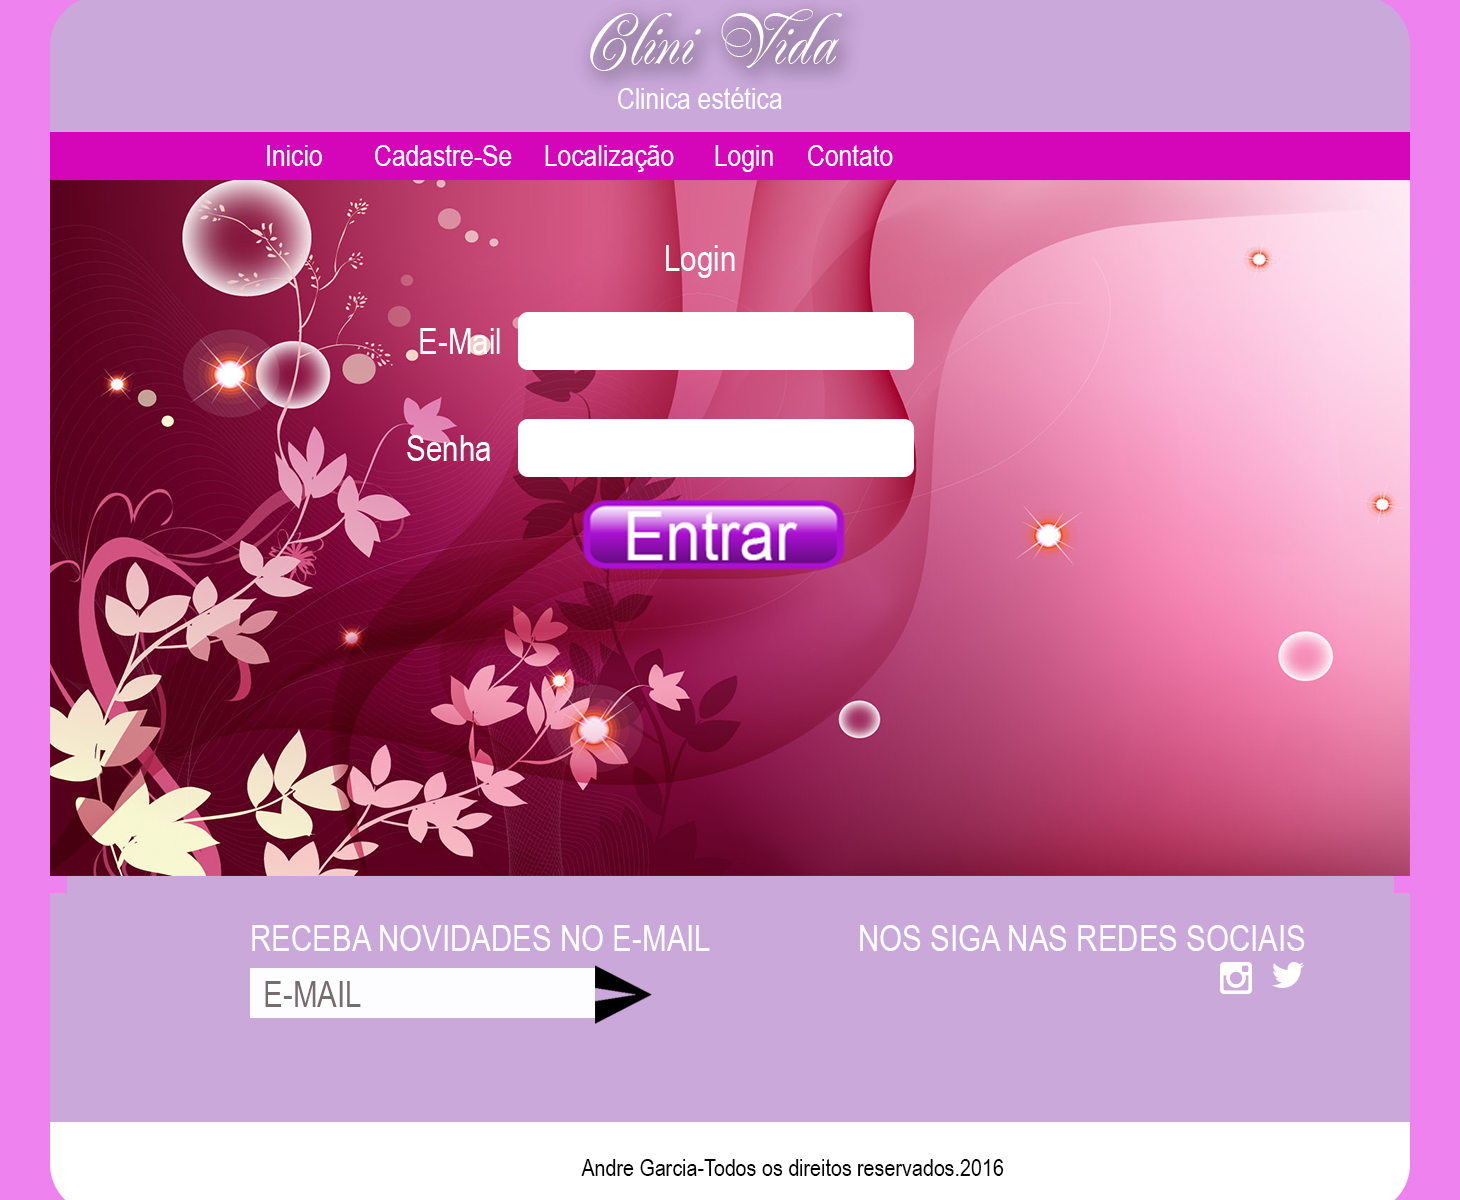 Clini Vida
Clinica estética
Inicio Cadastre-Se Localização Login Contato
Login
E-Mail
Senha
Entrar
RECEBA NOVIDADES NO E-MAIL
E-MAIL
NOS SIGA NAS REDES SOCIAIS
Andre Garcia-Todos os direitos reservados.2016